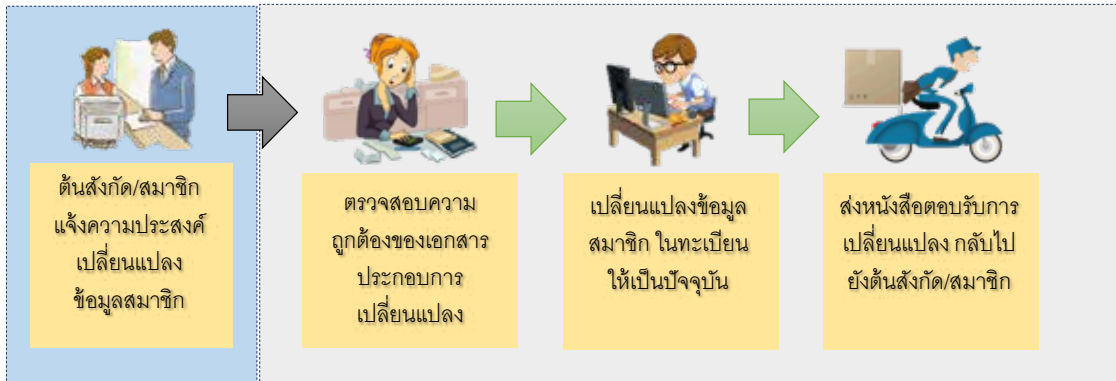 ต้นสังกัด/สมาชิก
แจ้งความประสงค์
เปลี่ยนแปลง
ข้อมูลสมาชิก
ตรวจสอบความ
ถูกต้องของเอกสาร
ประกอบการ
เปลี่ยนแปลง
เปลี่ยนแปลงข้อมูล
สมาชิก ในทะเบียน
ให้เป็นปัจจุบัน
ส่งหนังสือตอบรับการ
เปลี่ยนแปลง กลับไป
ยังต้นสังกัด/สมาชิก